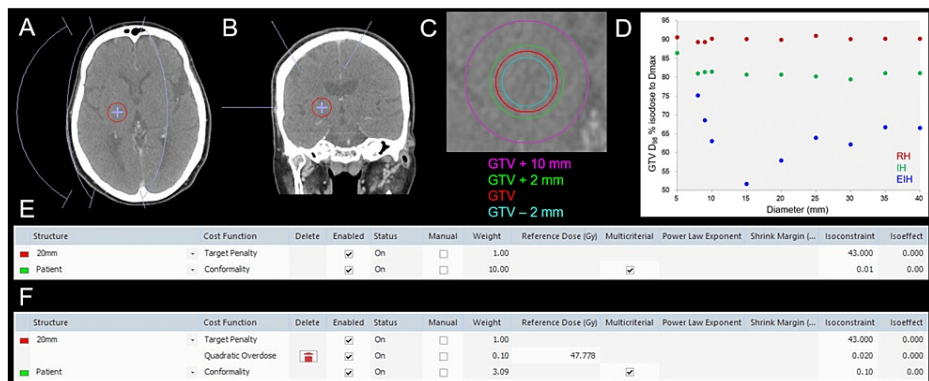 A
B
C
D
GTV + 10 mm
GTV + 2 mm
GTV
GTV – 2 mm
GTV D98 % isodose to Dmax
95
90
85
80
75
70
65
60
55
50
RH
IH
EIH
5 10 15 20 25 30 35 40
Diameter (mm)
E
Structure Cost Function Delete Enabled Status Manual Weight Reference Dose (Gy) Multicriterial Power Law Exponent Shrink Margin (... Isoconstraint Isoeffect
20mm Target Penalty On 1.00 43.000 0.000
Patient Conformality On 10.00 0.01 0.00
F
Structure Cost Function Delete Enabled Status Manual Weight Reference Dose (Gy) Multicriterial Power Law Exponent Shrink Margin (... Isoconstraint Isoeffect
20mm Target Penalty On 1.00 43.000 0.000
Quadratic Overdose On 0.10 47.778 0.020 0.000
Patient Conformality On 3.09 0.10 0.00